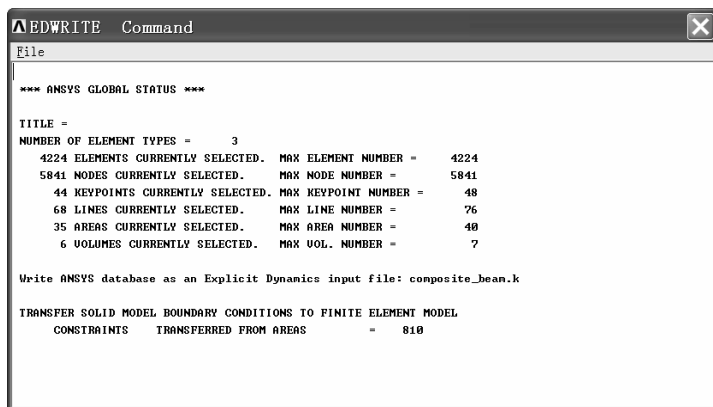 EDWRITE Command
File
*** ANSYS GLOBAL STATUS ***
TITLE =
NUMBER OF ELEMENT TYPES = 3
4224 ELEMENTS CURRENTLY SELECTED. MAX ELEMENT NUMBER = 4224
5841 NODES CURRENTLY SELECTED. MAX NODE NUMBER = 5841
44 KEYPOINTS CURRENTLY SELECTED. MAX KEYPOINT NUMBER = 48
68 LINES CURRENTLY SELECTED. MAX LINE NUMBER = 76
35 AREAS CURRENTLY SELECTED. MAX AREA NUMBER = 40
6 VOLUMES CURRENTLY SELECTED. MAX VOL. NUMBER = 7
Write ANSYS database as an Explicit Dynamics input file: composite_beam.k
TRANSFER SOLID MODEL BOUNDARY CONDITIONS TO FINITE ELEMENT MODEL
CONSTRAINTS TRANSFERRED FROM AREAS = 810